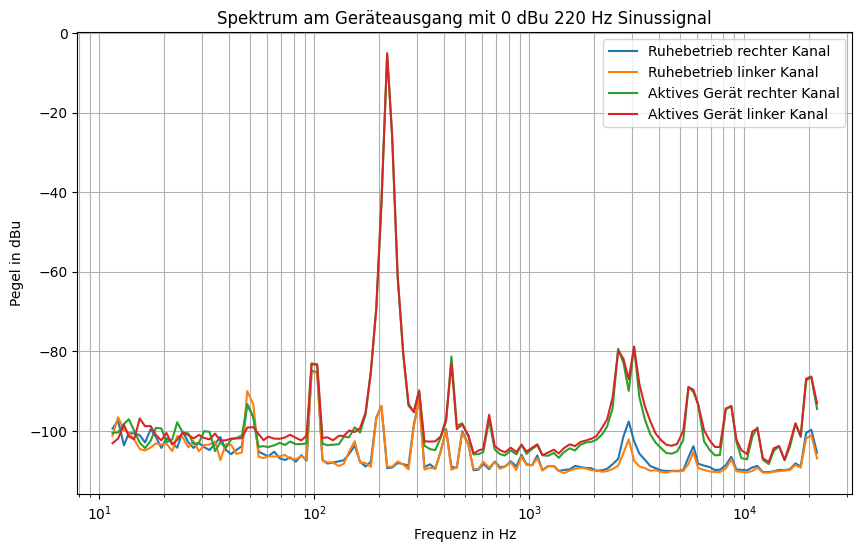 Spektrum am Geräteausgang mit 0 dBu 220 Hz Sinussignal
Ruhebetrieb rechter Kanal
Ruhebetrieb linker Kanal
Aktives Gerät rechter Kanal
Aktives Gerät linker Kanal
Pegel in dBu
0
−20
−40
−60
−80
−100
10¹
10²
10³
10⁴
Frequenz in Hz